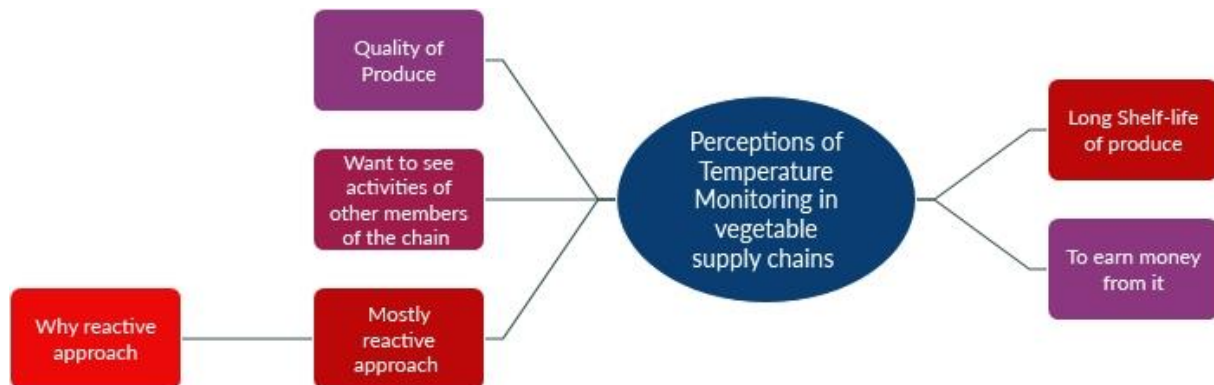 Quality of
Produce
Want to see
activities of
other members
of the chain
Mostly
reactive
approach
Why reactive
approach
Perceptions of
Temperature
Monitoring in
vegetable
supply chains
Long Shelf-life
of produce
To earn money
from it